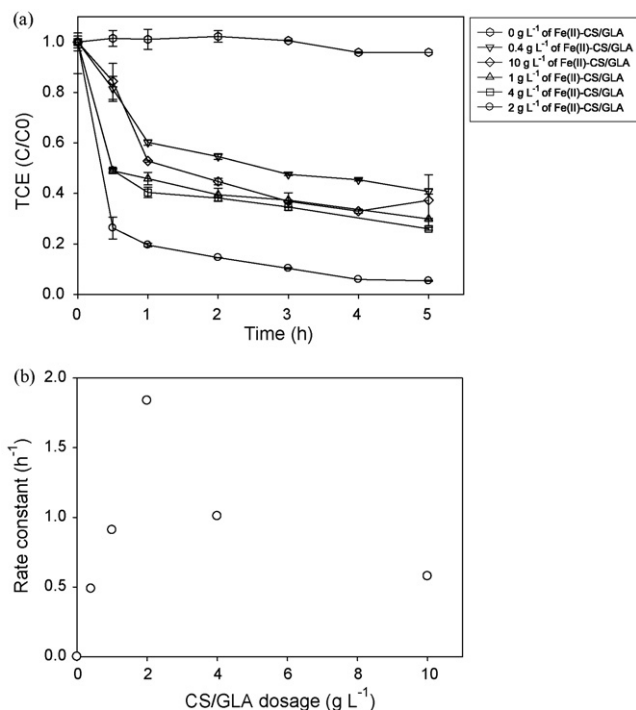 (a)
1.0
0.8
0.6
0.4
0.2
0.0
TCE (C/C0)
0 1 2 3 4 5
Time (h)
0 g L⁻¹ of Fe(II)-CS/GLA
0.4 g L⁻¹ of Fe(II)-CS/GLA
10 g L⁻¹ of Fe(II)-CS/GLA
1 g L⁻¹ of Fe(II)-CS/GLA
4 g L⁻¹ of Fe(II)-CS/GLA
2 g L⁻¹ of Fe(II)-CS/GLA
(b)
2.0
1.5
1.0
0.5
0.0
Rate constant (h⁻¹)
0 2 4 6 8 10
CS/GLA dosage (g L⁻¹)